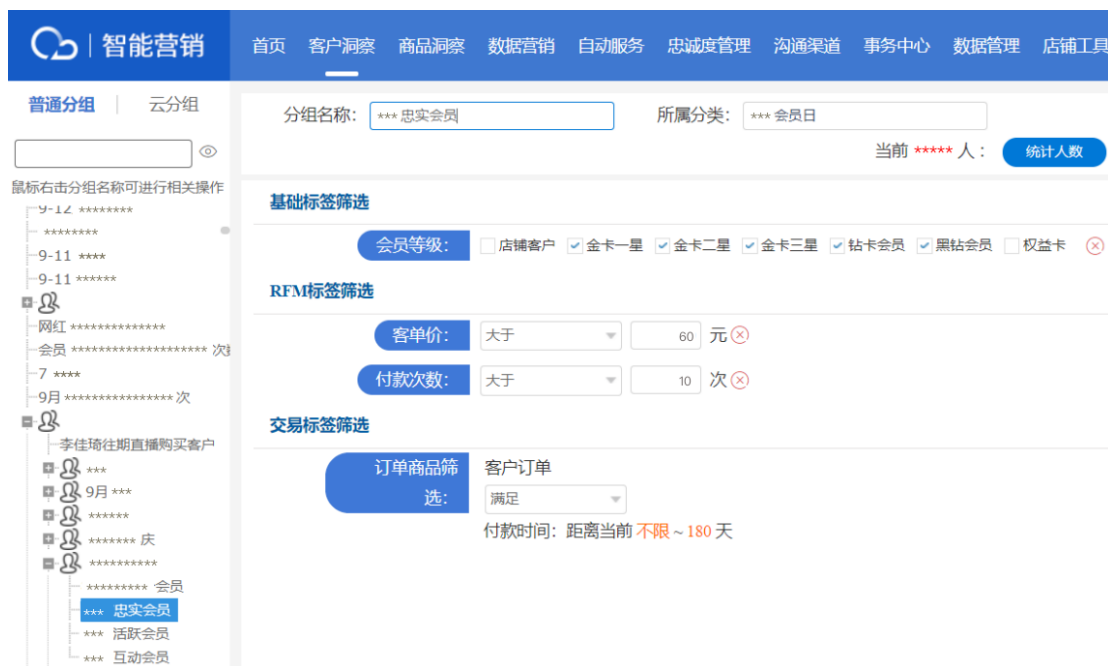 智能营销
首页 客户洞察 商品洞察 数据营销 自动服务 忠诚度管理 沟通渠道 事务中心 数据管理 店铺工具
普通分组 云分组
鼠标右击分组名称可进行相关操作
9-12 ********
********
9-11 ****
9-11 ******
网红 **************
会员 ******************** 次数
7 ****
9月 **************** 次
李佳琦往期直播购买客户
***
9月 ***
******
******* 庆
**********
********* 会员
*** 忠实会员
*** 活跃会员
*** 互动会员
分组名称： *** 忠实会员 所属分类： *** 会员日
当前 ***** 人： 统计人数
基础标签筛选
会员等级： 店铺客户 金卡一星 金卡二星 金卡三星 钻卡会员 黑钻会员 权益卡
RFM标签筛选
客单价： 大于 60 元
付款次数： 大于 10 次
交易标签筛选
订单商品筛
选：
客户订单
满足
付款时间：距离当前 不限 ~ 180 天